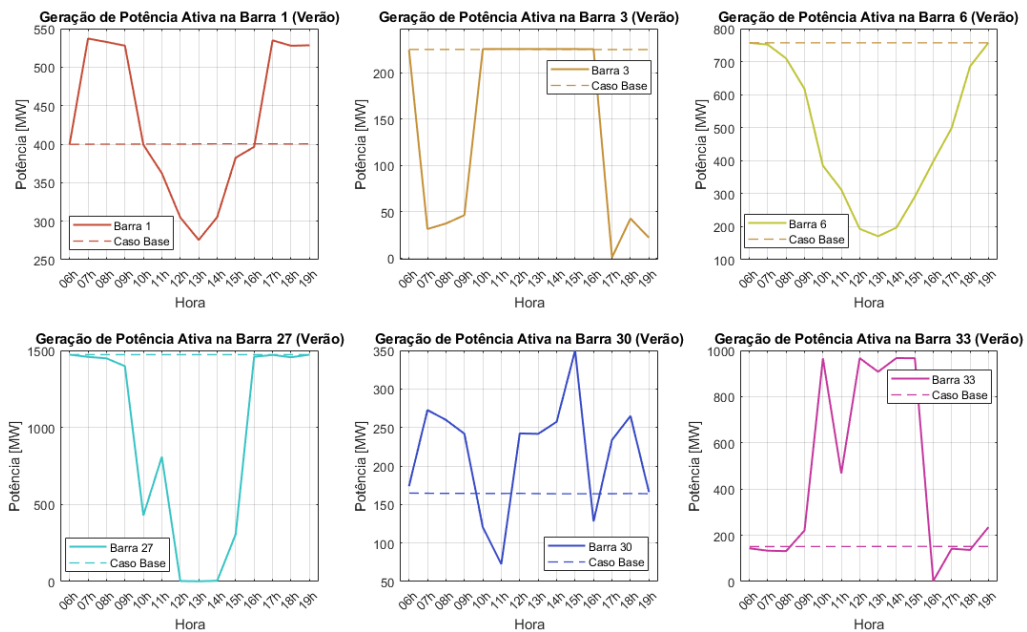 Geração de Potência Ativa na Barra 1 (Verão)
550
500
450
400
350
300
250
Potência [MW]
Barra 1
Caso Base
06h 07h 08h 09h 10h 11h 12h 13h 14h 15h 16h 17h 18h 19h
Hora
Geração de Potência Ativa na Barra 3 (Verão)
200
150
100
50
0
Potência [MW]
Barra 3
Caso Base
06h 07h 08h 09h 10h 11h 12h 13h 14h 15h 16h 17h 18h 19h
Hora
Geração de Potência Ativa na Barra 6 (Verão)
800
700
600
500
400
300
200
100
Potência [MW]
Barra 6
Caso Base
06h 07h 08h 09h 10h 11h 12h 13h 14h 15h 16h 17h 18h 19h
Hora
Geração de Potência Ativa na Barra 27 (Verão)
1500
1000
500
0
Potência [MW]
Barra 27
Caso Base
06h 07h 08h 09h 10h 11h 12h 13h 14h 15h 16h 17h 18h 19h
Hora
Geração de Potência Ativa na Barra 30 (Verão)
350
300
250
200
150
100
50
Potência [MW]
Barra 30
Caso Base
06h 07h 08h 09h 10h 11h 12h 13h 14h 15h 16h 17h 18h 19h
Hora
Geração de Potência Ativa na Barra 33 (Verão)
1000
800
600
400
200
0
Potência [MW]
Barra 33
Caso Base
06h 07h 08h 09h 10h 11h 12h 13h 14h 15h 16h 17h 18h 19h
Hora